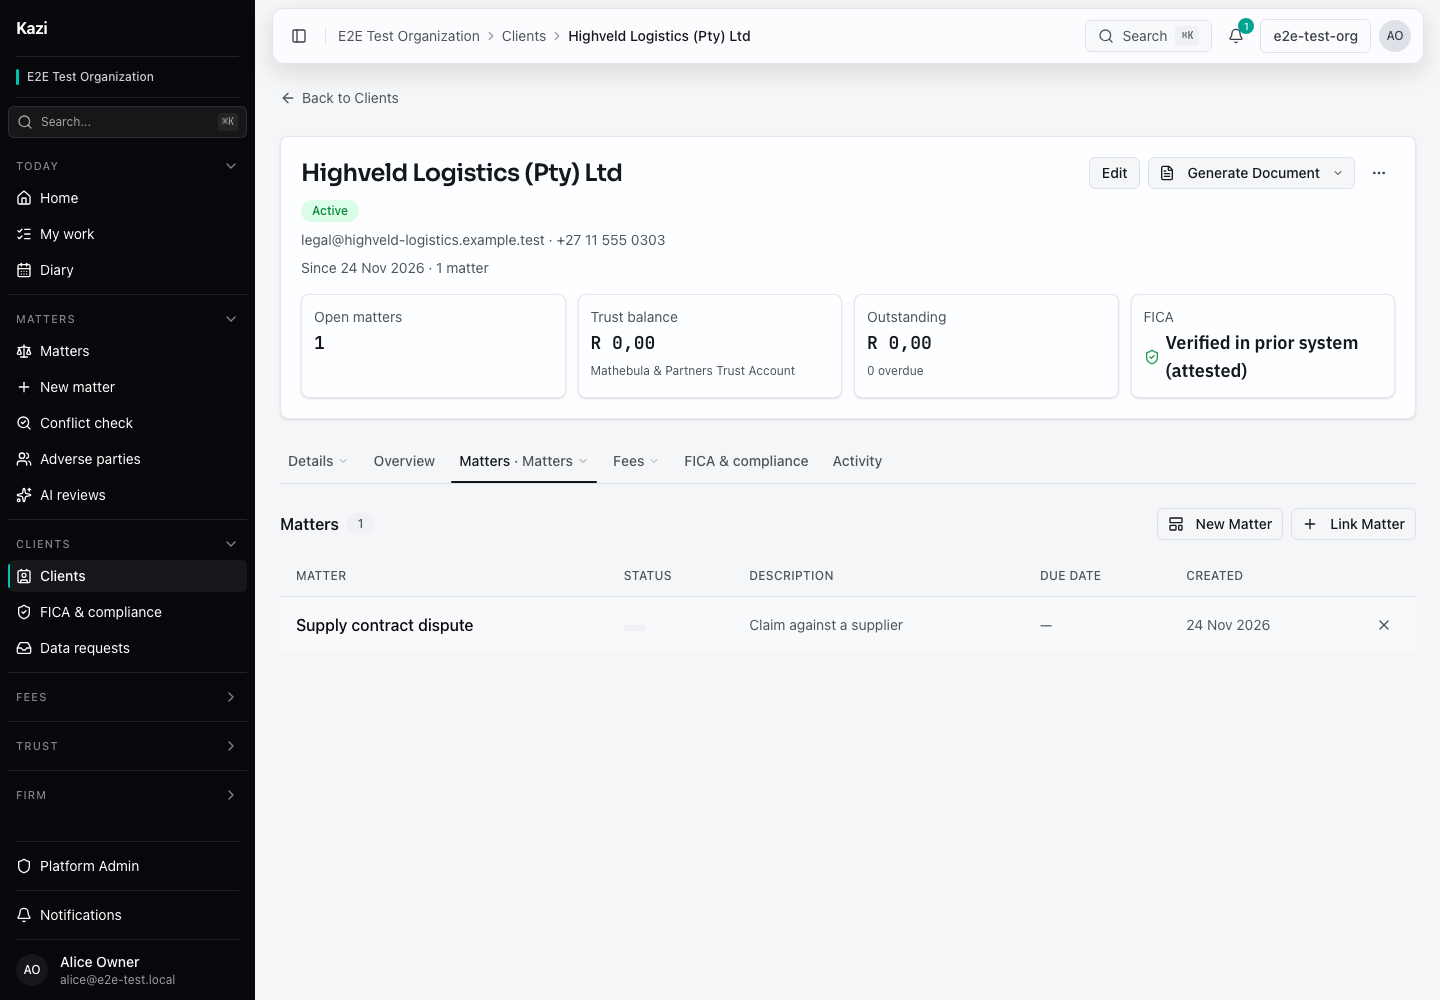 Kazi
E2E Test Organization
Search... ⌘K
TODAY
Home
My work
Diary
MATTERS
Matters
New matter
Conflict check
Adverse parties
AI reviews
CLIENTS
Clients
FICA & compliance
Data requests
FEES
TRUST
FIRM
Platform Admin
Notifications
AO
Alice Owner
alice@e2e-test.local
E2E Test Organization > Clients > Highveld Logistics (Pty) Ltd
Search ⌘K
1
e2e-test-org
AO
Back to Clients
Highveld Logistics (Pty) Ltd
Edit
Generate Document
Active
legal@highveld-logistics.example.test · +27 11 555 0303
Since 24 Nov 2026 · 1 matter
Open matters
1
Trust balance
R 0,00
Mathebula & Partners Trust Account
Outstanding
R 0,00
0 overdue
FICA
Verified in prior system
(attested)
Details Overview Matters · Matters Fees FICA & compliance Activity
Matters 1
New Matter
Link Matter
MATTER STATUS DESCRIPTION DUE DATE CREATED
Supply contract dispute Claim against a supplier — 24 Nov 2026